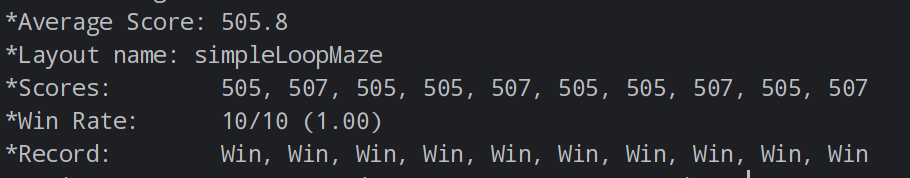 *Average Score: 505.8
*Layout name: simpleLoopMaze
*Scores:        505, 507, 505, 505, 507, 505, 505, 507, 505, 507
*Win Rate:      10/10 (1.00)
*Record:        Win, Win, Win, Win, Win, Win, Win, Win, Win, Win